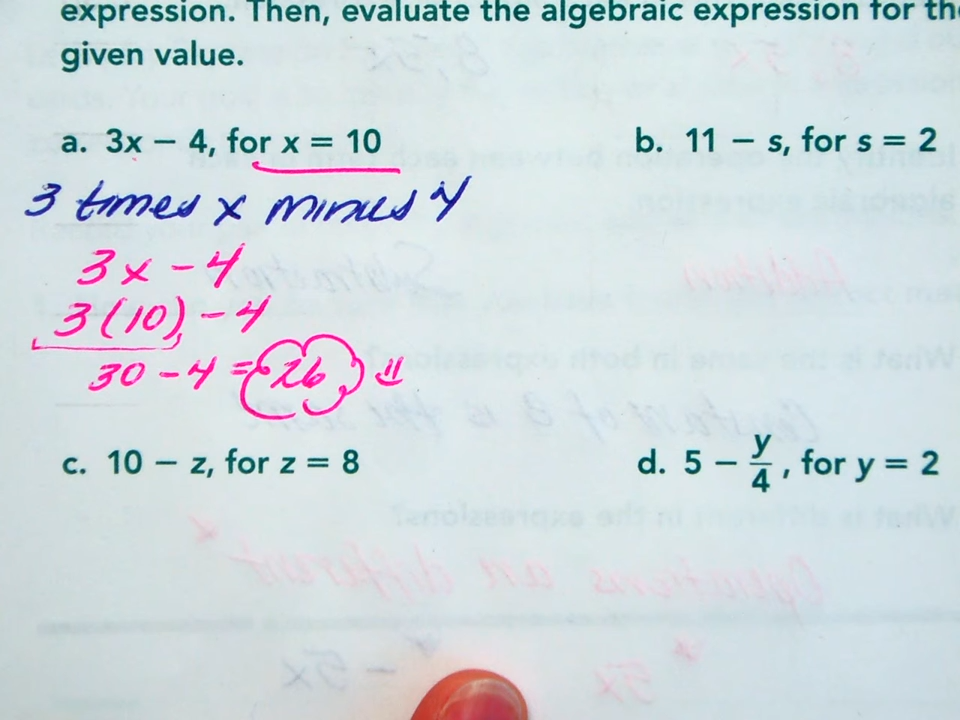 expression. Then, evaluate the algebraic expression for the
given value.
a. 3x − 4, for x = 10
b. 11 − s, for s = 2
3 times x minus 4
3x − 4
3(10) − 4
30 − 4 = 26
c. 10 − z, for z = 8
d. 5 − y/4, for y = 2